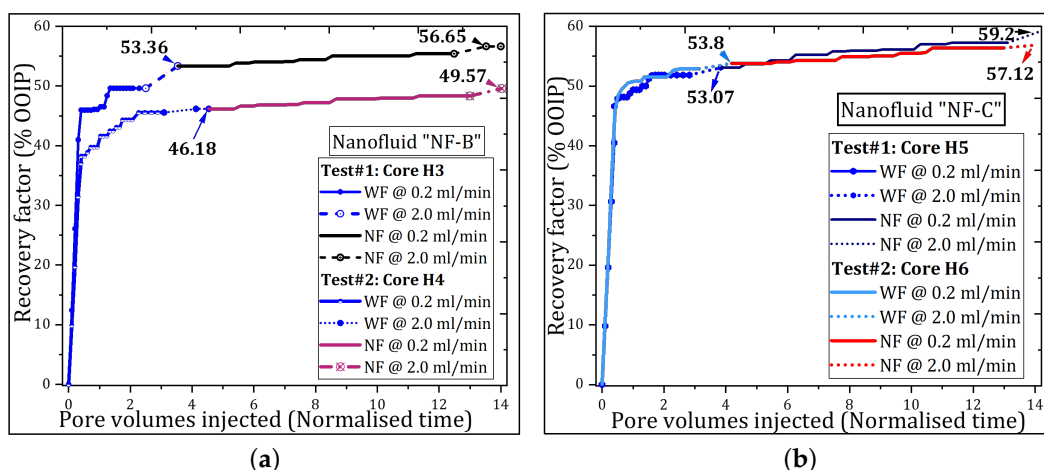 (% OOIP)
Recovery factor
60
50
40
30
20
10
0
56.65
53.36
49.57
46.18
Nanofluid "NF-B"
Test#1: Core H3
WF @ 0.2 ml/min
WF @ 2.0 ml/min
NF @ 0.2 ml/min
NF @ 2.0 ml/min
Test#2: Core H4
WF @ 0.2 ml/min
WF @ 2.0 ml/min
NF @ 0.2 ml/min
NF @ 2.0 ml/min
0 2 4 6 8 10 12 14
Pore volumes injected (Normalised time)
(a)
Recovery factor (% OOIP)
60
50
40
30
20
10
0
59.2
53.8
57.12
53.07
Nanofluid "NF-C"
Test#1: Core H5
WF @ 0.2 ml/min
WF @ 2.0 ml/min
NF @ 0.2 ml/min
NF @ 2.0 ml/min
Test#2: Core H6
WF @ 0.2 ml/min
WF @ 2.0 ml/min
NF @ 0.2 ml/min
NF @ 2.0 ml/min
0 2 4 6 8 10 12 14
Pore volumes injected (Normalised time)
(b)